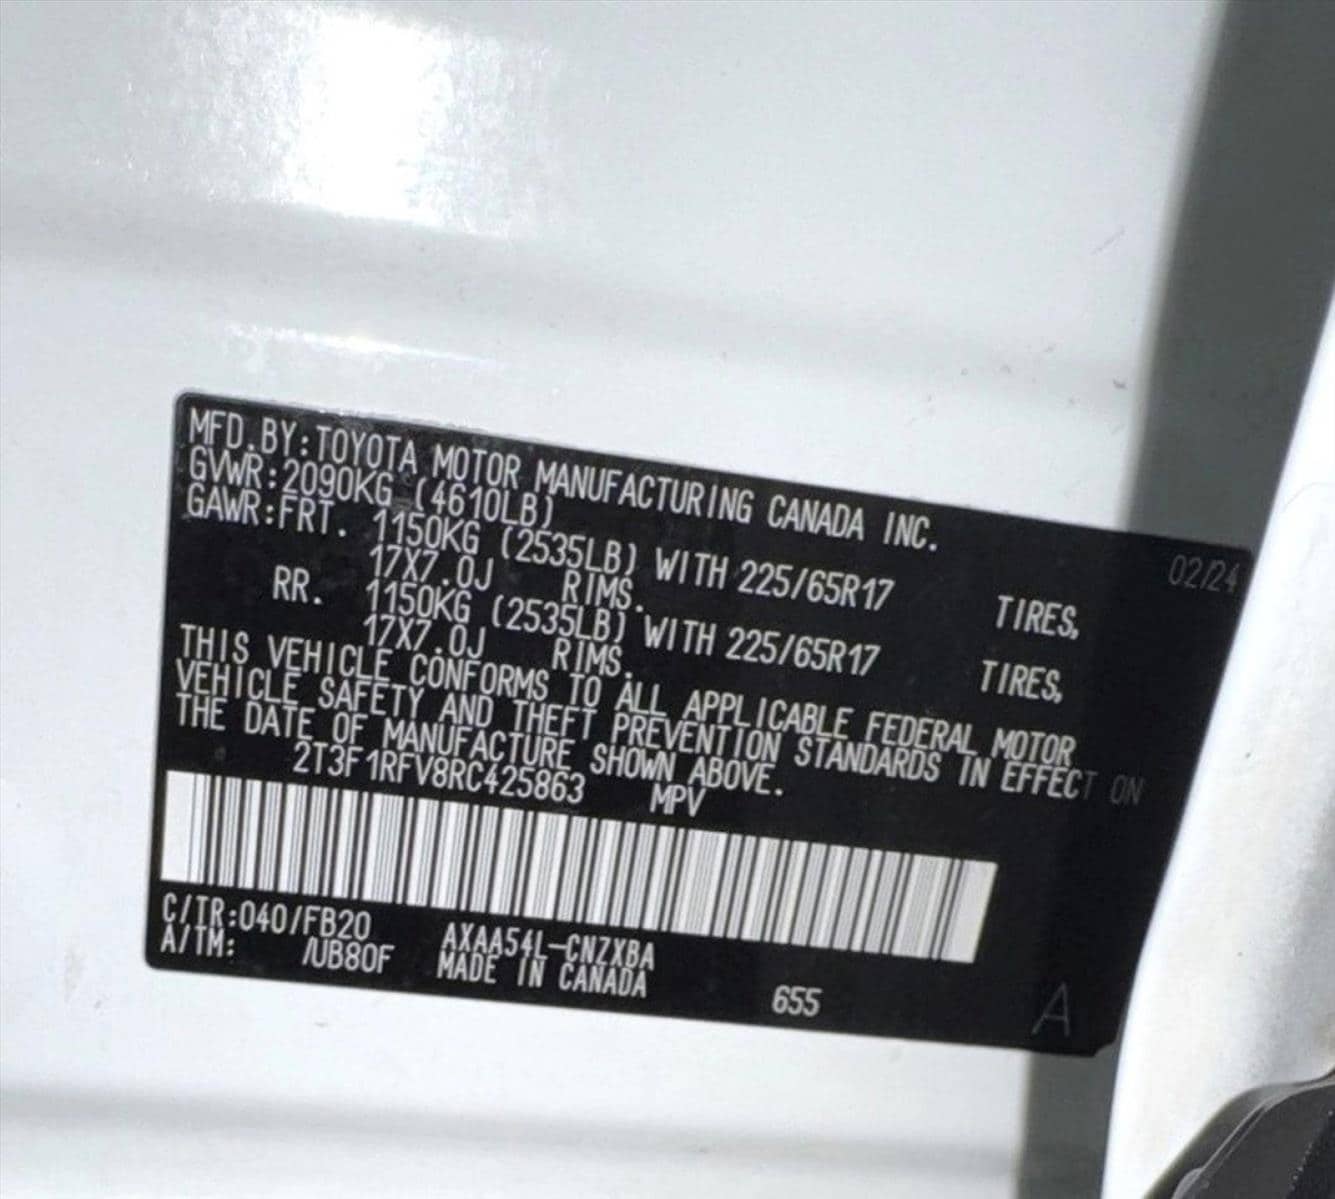 MFD.BY:TOYOTA MOTOR MANUFACTURING CANADA INC. 02/24
GVWR:2090KG (4610LB)
GAWR:FRT. 1150KG (2535LB) WITH 225/65R17 TIRES,
17X7.0J RIMS.
RR. 1150KG (2535LB) WITH 225/65R17 TIRES,
17X7.0J RIMS.
THIS VEHICLE CONFORMS TO ALL APPLICABLE FEDERAL MOTOR
VEHICLE SAFETY AND THEFT PREVENTION STANDARDS IN EFFECT ON
THE DATE OF MANUFACTURE SHOWN ABOVE.
2T3F1RFV8RC425863 MPV
C/TR:040/FB20 AXAA54L-CNZXBA
A/TM: /UB80F MADE IN CANADA 655 A